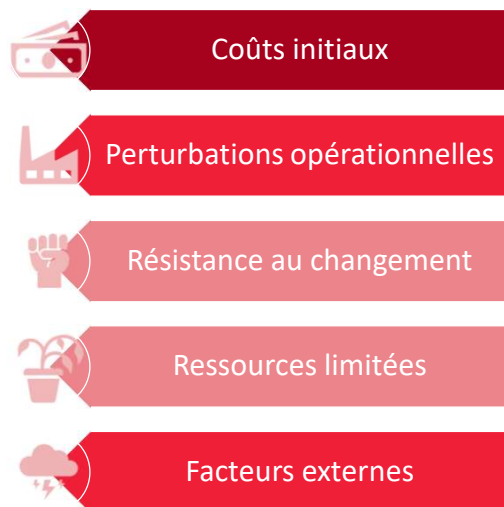 Coûts initiaux
Perturbations opérationnelles
Résistance au changement
Ressources limitées
Facteurs externes